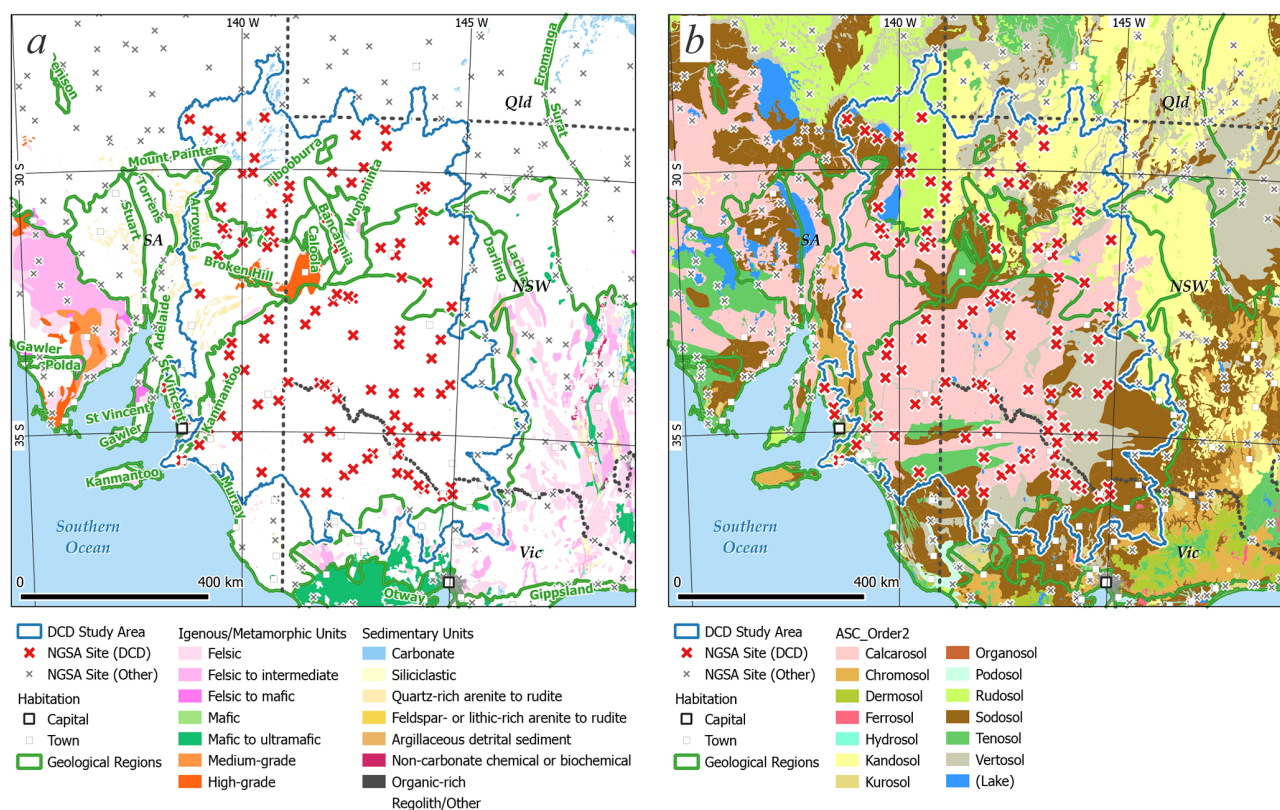 a
140 W
145 W
enison
Eromanga
Qld
Surat
Mount Painter
Tibooburra
30 S
Torrens
Stuart
Arrowie
Wonominta
Bancannia
SA
Caloola
Broken Hill
Lachlan
Darling
NSW
Adelaide
Gawler
Polda
St Vincent
St Vincent
Kanmantoo
Gawler
35 S
Kanmantoo
Murray
Southern
Ocean
Vic
0
400 km
Otway
Gippsland
b
140 W
145 W
Qld
30 S
SA
NSW
35 S
Southern
Ocean
Vic
0
400 km
DCD Study Area
NGSA Site (DCD)
NGSA Site (Other)
Habitation
Capital
Town
Geological Regions
Igenous/Metamorphic Units
Felsic
Felsic to intermediate
Felsic to mafic
Mafic
Mafic to ultramafic
Medium-grade
High-grade
Sedimentary Units
Carbonate
Siliciclastic
Quartz-rich arenite to rudite
Feldspar- or lithic-rich arenite to rudite
Argillaceous detrital sediment
Non-carbonate chemical or biochemical
Organic-rich
Regolith/Other
DCD Study Area
NGSA Site (DCD)
NGSA Site (Other)
Habitation
Capital
Town
Geological Regions
ASC_Order2
Calcarosol
Chromosol
Dermosol
Ferrosol
Hydrosol
Kandosol
Kurosol
Organosol
Podosol
Rudosol
Sodosol
Tenosol
Vertosol
(Lake)